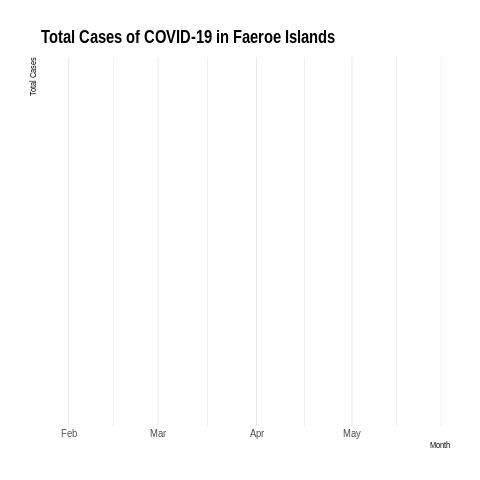 Total Cases of COVID-19 in Faeroe Islands
Total Cases
Feb Mar Apr May
Month